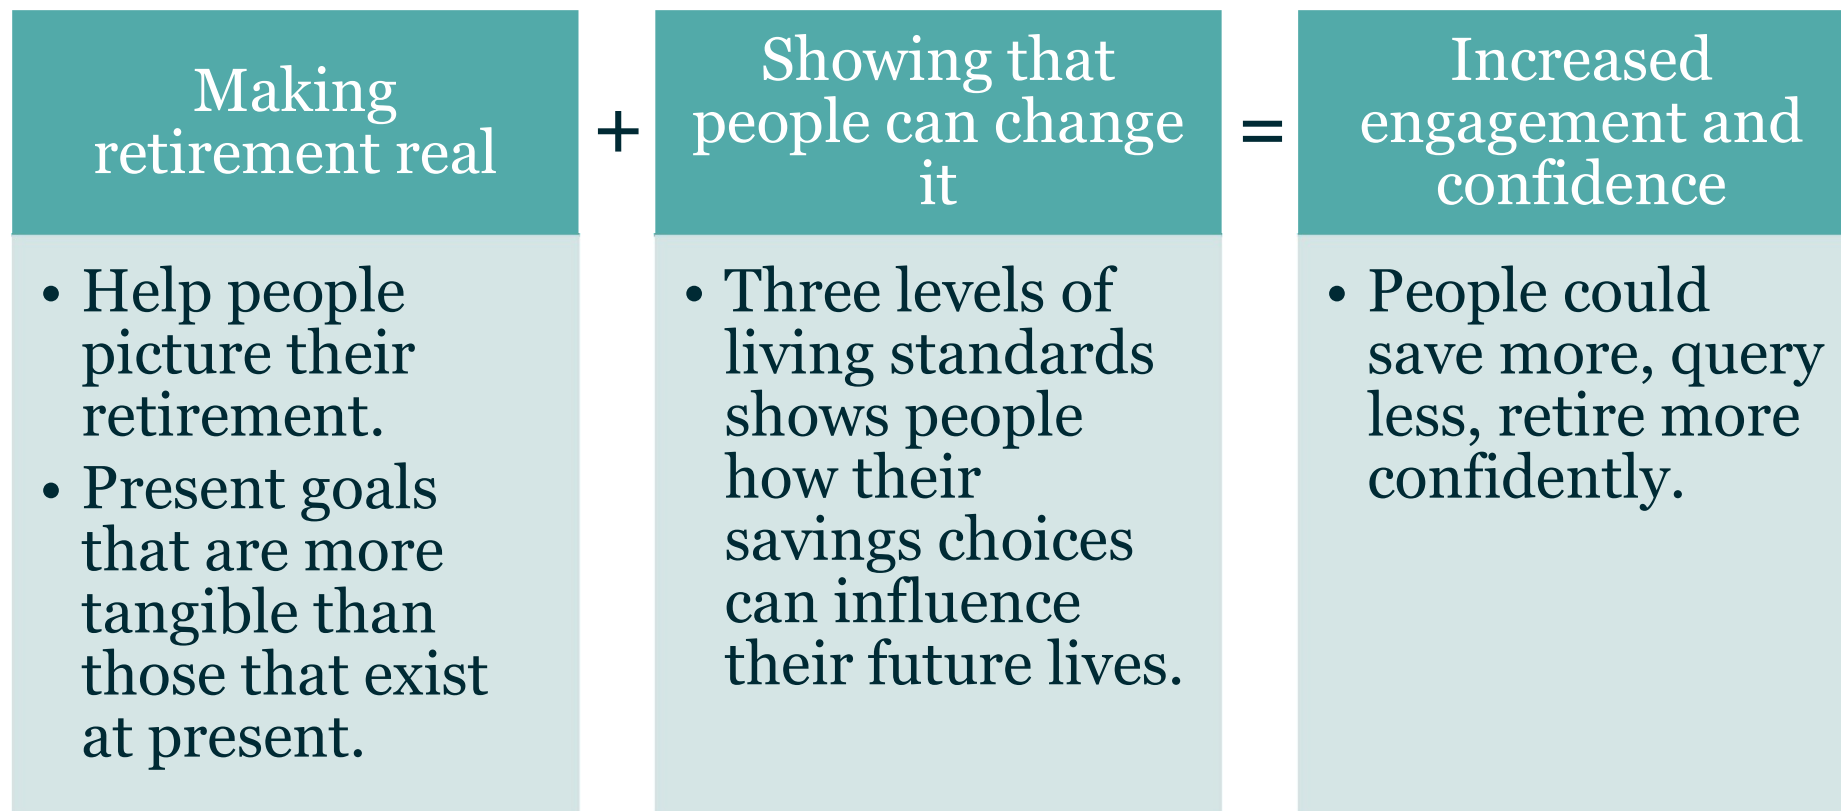 Making
retirement real
• Help people
picture their
retirement.
• Present goals
that are more
tangible than
those that exist
at present.
+
Showing that
people can change
it
• Three levels of
living standards
shows people
how their
savings choices
can influence
their future lives.
=
Increased
engagement and
confidence
• People could
save more, query
less, retire more
confidently.